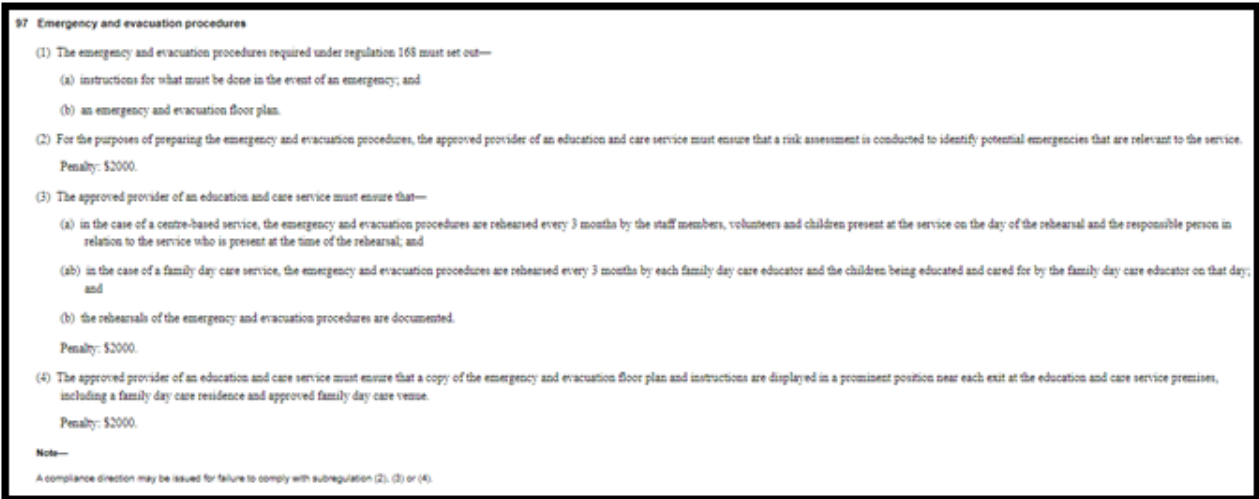 97 Emergency and evacuation procedures
(1) The emergency and evacuation procedures required under regulation 168 must set out—
(a) instructions for what must be done in the event of an emergency; and
(b) an emergency and evacuation floor plan.
(2) For the purposes of preparing the emergency and evacuation procedures, the approved provider of an education and care service must ensure that a risk assessment is conducted to identify potential emergencies that are relevant to the service.
Penalty: $2000.
(3) The approved provider of an education and care service must ensure that—
(a) in the case of a centre-based service, the emergency and evacuation procedures are rehearsed every 3 months by the staff members, volunteers and children present at the service on the day of the rehearsal and the responsible person in
relation to the service who is present at the time of the rehearsal; and
(ab) in the case of a family day care service, the emergency and evacuation procedures are rehearsed every 3 months by each family day care educator and the children being educated and cared for by the family day care educator on that day;
and
(b) the rehearsals of the emergency and evacuation procedures are documented.
Penalty: $2000.
(4) The approved provider of an education and care service must ensure that a copy of the emergency and evacuation floor plan and instructions are displayed in a prominent position near each exit at the education and care service premises,
including a family day care residence and approved family day care venue.
Penalty: $2000.
Note—
A compliance direction may be issued for failure to comply with subregulation (2), (3) or (4).